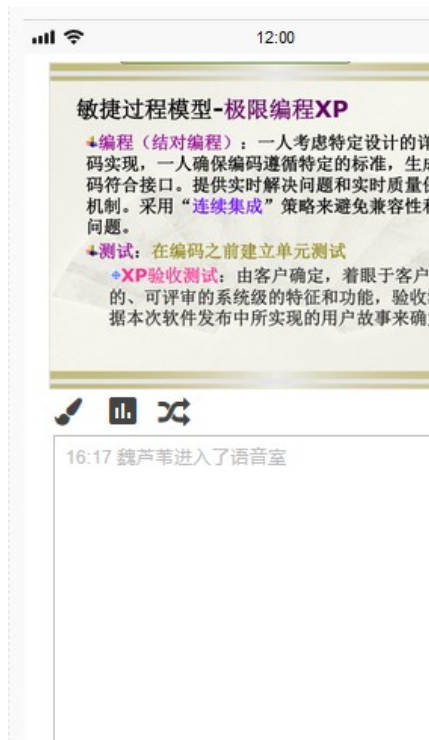 12:00
敏捷过程模型-极限编程XP
编程（结对编程）：一人考虑特定设计的详
码实现，一人确保编码遵循特定的标准，生成
码符合接口。提供实时解决问题和实时质量保
机制。采用“连续集成”策略来避免兼容性和
问题。
测试：在编码之前建立单元测试
XP验收测试：由客户确定，着眼于客户
的、可评审的系统级的特征和功能，验收
据本次软件发布中所实现的用户故事来确
16:17 魏芦苇进入了语音室